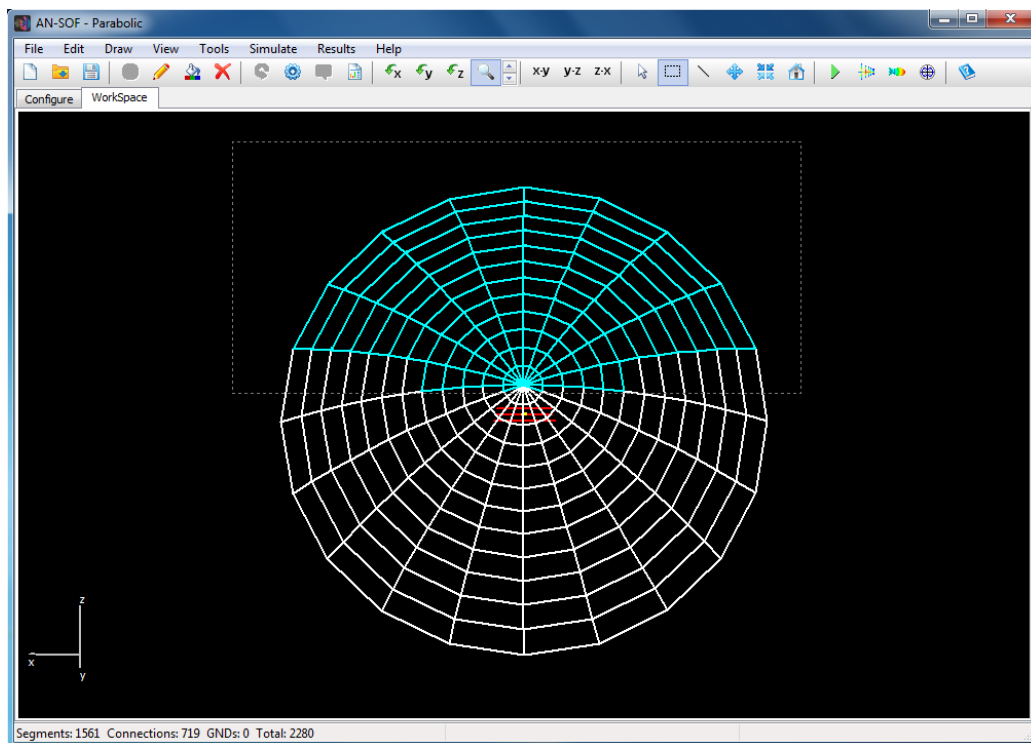 AN-SOF - Parabolic
File Edit Draw View Tools Simulate Results Help
x y z x-y y-z z-x
Configure WorkSpace
z
x
y
Segments: 1561 Connections: 719 GNDs: 0 Total: 2280